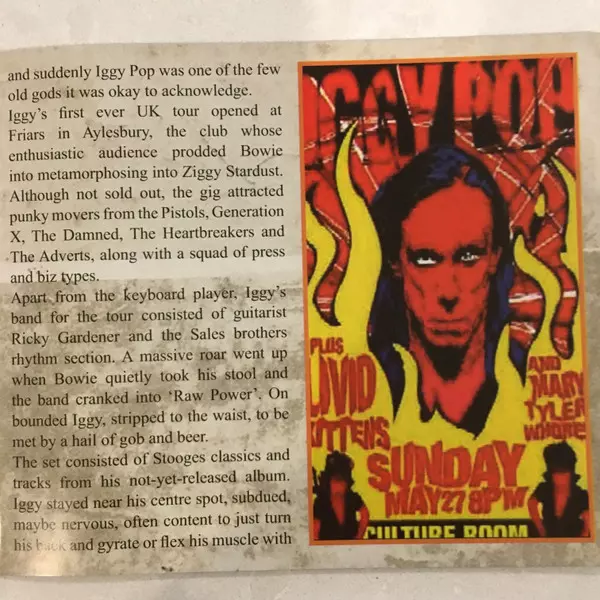 and suddenly Iggy Pop was one of the few
old gods it was okay to acknowledge.
Iggy's first ever UK tour opened at
Friars in Aylesbury, the club whose
enthusiastic audience prodded Bowie
into metamorphosing into Ziggy Stardust.
Although not sold out, the gig attracted
punky movers from the Pistols, Generation
X, The Damned, The Heartbreakers and
The Adverts, along with a squad of press
and biz types.
Apart from the keyboard player, Iggy's
band for the tour consisted of guitarist
Ricky Gardener and the Sales brothers
rhythm section. A massive roar went up
when Bowie quietly took his stool and
the band cranked into 'Raw Power'. On
bounded Iggy, stripped to the waist, to be
met by a hail of gob and beer.
The set consisted of Stooges classics and
tracks from his not-yet-released album.
Iggy stayed near his centre spot, subdued,
maybe nervous, often content to just turn
his back and gyrate or flex his muscle with
IGGY POP
PLUS
LIVID
KITTENS
AND
MARY
TYLER
WHORE
SUNDAY
MAY 27 8PM
CULTURE ROOM